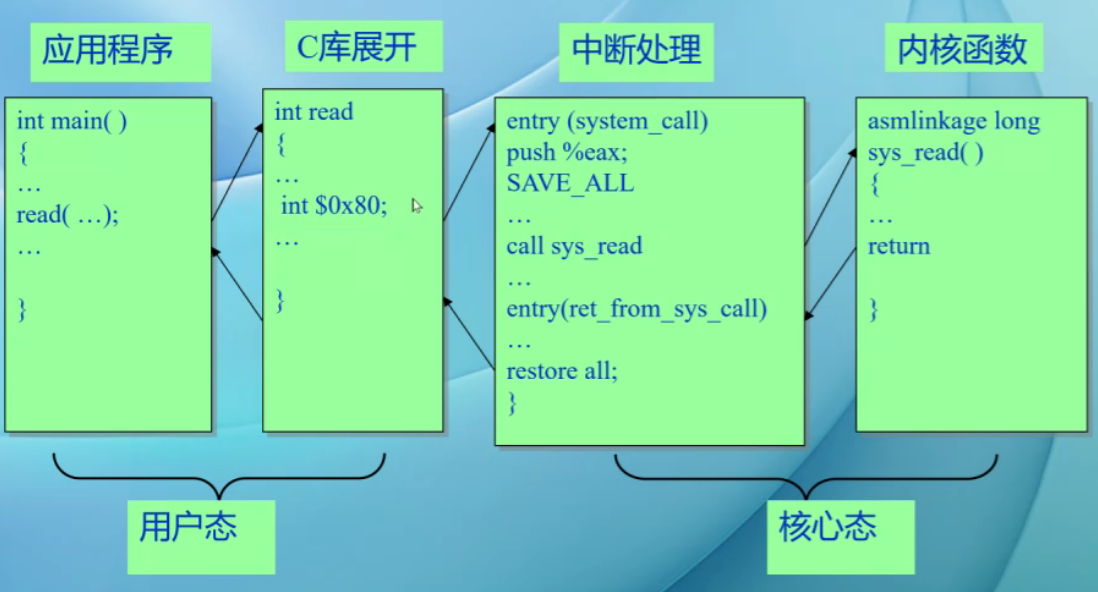 应用程序
int main( )
{
…
read( …);
…
}
C库展开
int read
{
…
int $0x80;
…
}
中断处理
entry (system_call)
push %eax;
SAVE_ALL
…
call sys_read
…
entry(ret_from_sys_call)
…
restore all;
}
内核函数
asmlinkage long
sys_read( )
{
…
return
}
用户态
核心态